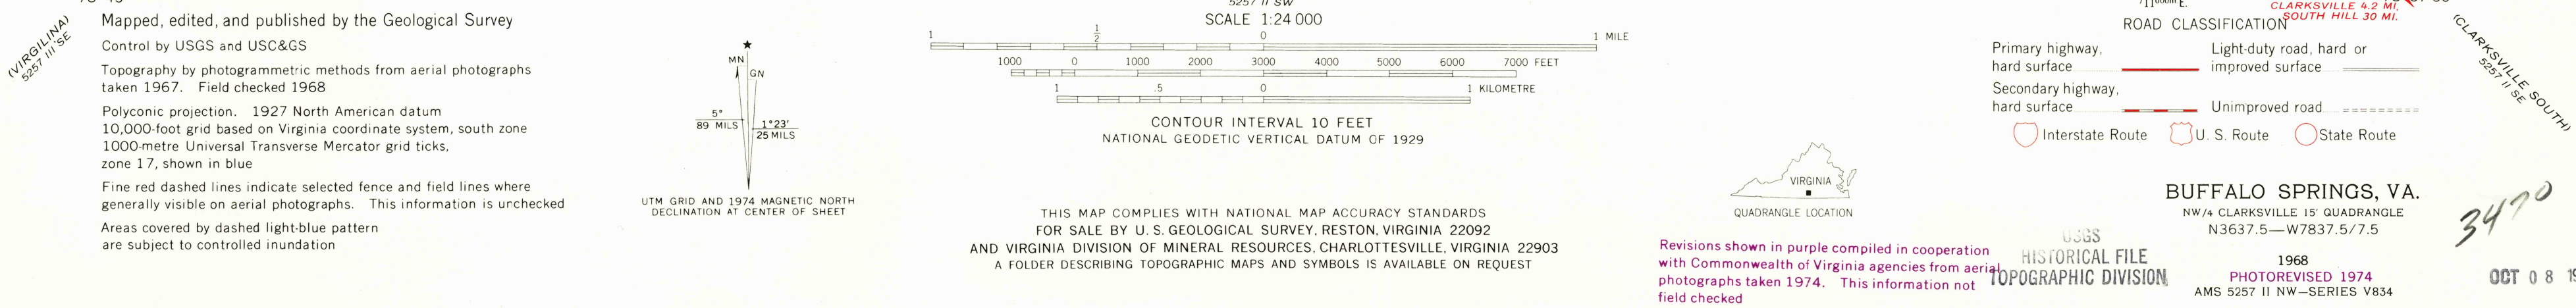 (VIRGILINA)
5257 III SE
Mapped, edited, and published by the Geological Survey
Control by USGS and USC&GS
Topography by photogrammetric methods from aerial photographs
taken 1967. Field checked 1968
Polyconic projection. 1927 North American datum
10,000-foot grid based on Virginia coordinate system, south zone
1000-metre Universal Transverse Mercator grid ticks,
zone 17, shown in blue
Fine red dashed lines indicate selected fence and field lines where
generally visible on aerial photographs. This information is unchecked
Areas covered by dashed light-blue pattern
are subject to controlled inundation
MN
GN
5°
89 MILS
1°23′
25 MILS
UTM GRID AND 1974 MAGNETIC NORTH
DECLINATION AT CENTER OF SHEET
5257 II SW
SCALE 1:24 000
1 1/2 0 1 MILE
1000 0 1000 2000 3000 4000 5000 6000 7000 FEET
1 .5 0 1 KILOMETRE
CONTOUR INTERVAL 10 FEET
NATIONAL GEODETIC VERTICAL DATUM OF 1929
THIS MAP COMPLIES WITH NATIONAL MAP ACCURACY STANDARDS
FOR SALE BY U. S. GEOLOGICAL SURVEY, RESTON, VIRGINIA 22092
AND VIRGINIA DIVISION OF MINERAL RESOURCES, CHARLOTTESVILLE, VIRGINIA 22903
A FOLDER DESCRIBING TOPOGRAPHIC MAPS AND SYMBOLS IS AVAILABLE ON REQUEST
VIRGINIA
QUADRANGLE LOCATION
Revisions shown in purple compiled in cooperation
with Commonwealth of Virginia agencies from aerial
photographs taken 1974. This information not
field checked
CLARKSVILLE 4.2 MI.
SOUTH HILL 30 MI.
ROAD CLASSIFICATION
Primary highway,
hard surface
Light-duty road, hard or
improved surface
Secondary highway,
hard surface
Unimproved road
Interstate Route
U. S. Route
State Route
(CLARKSVILLE SOUTH)
5257 II SE
USGS
HISTORICAL FILE
TOPOGRAPHIC DIVISION
BUFFALO SPRINGS, VA.
NW/4 CLARKSVILLE 15′ QUADRANGLE
N3637.5—W7837.5/7.5
1968
PHOTOREVISED 1974
AMS 5257 II NW—SERIES V834
3470
OCT 08